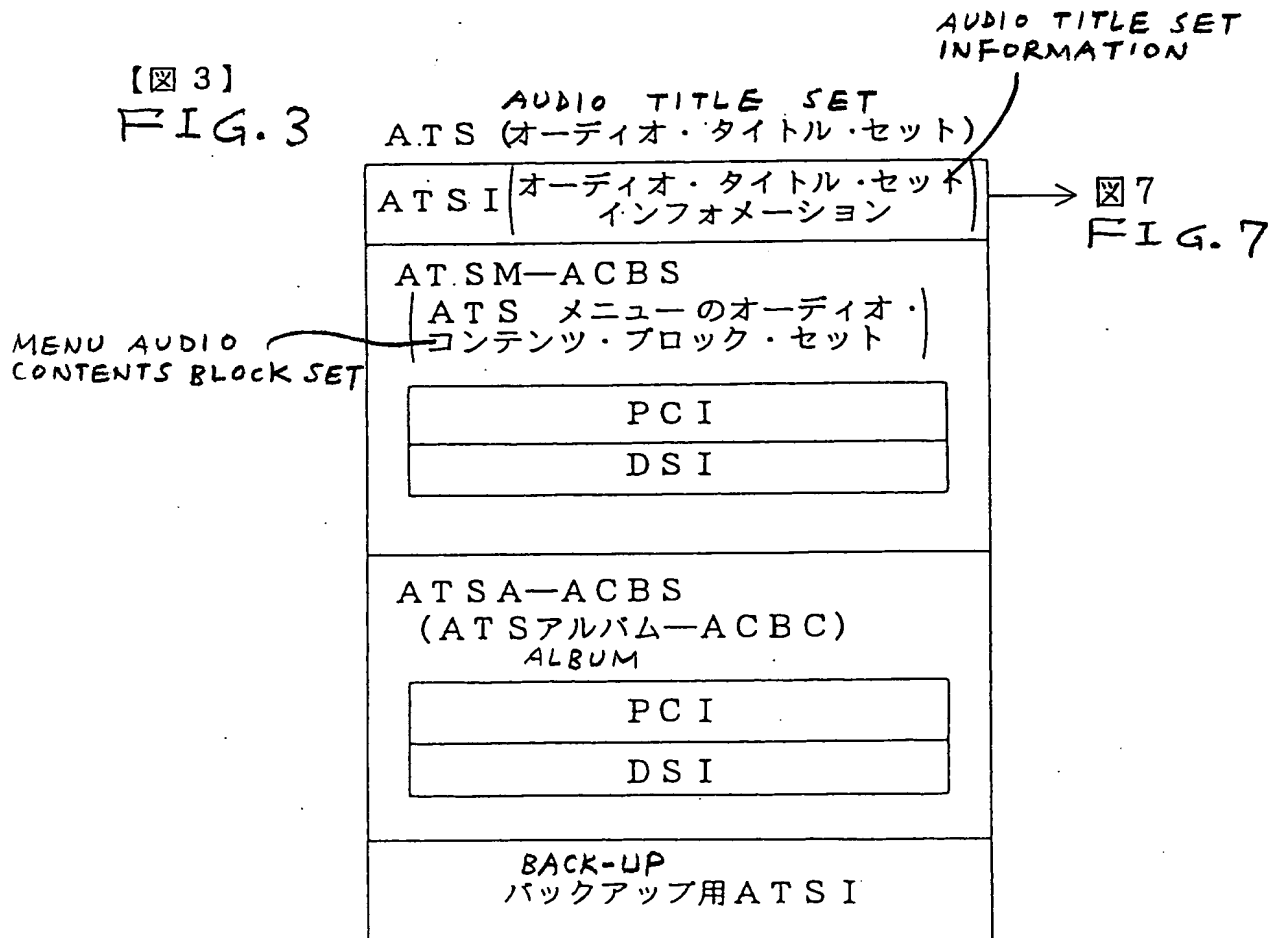 AUDIO TITLE SET
INFORMATION
【図 3】
FIG. 3
AUDIO TITLE SET
A.TS (オーディオ・タイトル・セット)
ATSI(オーディオ・タイトル・セット
インフォメーション)
図7
FIG. 7
AT.SM―ACBS
(ATS メニューのオーディオ・
コンテンツ・ブロック・セット)
MENU AUDIO
CONTENTS BLOCK SET
PCI
DSI
ATSA―ACBS
(ATSアルバム―ACBC)
ALBUM
PCI
DSI
BACK-UP
バックアップ用ATSI